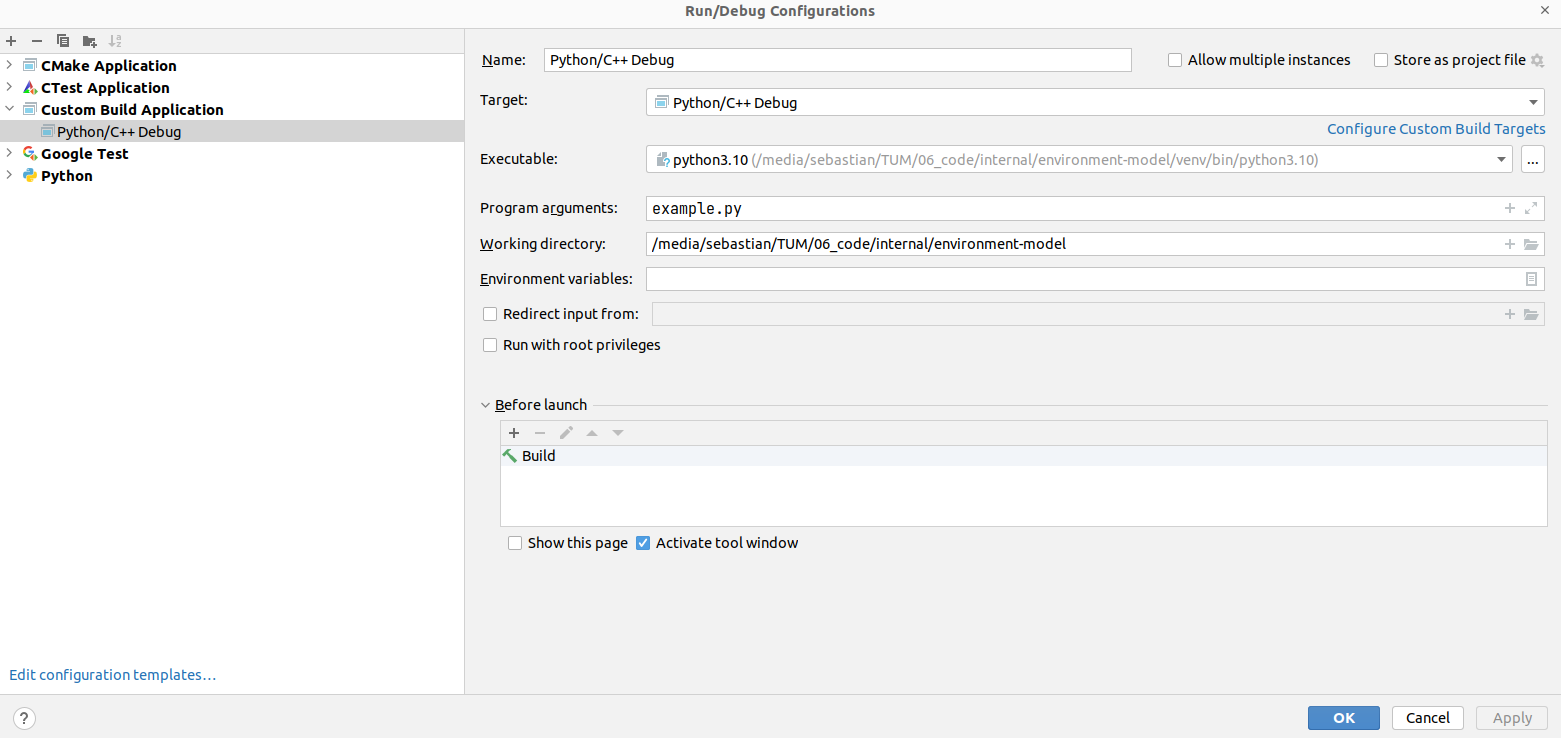 Run/Debug Configurations
CMake Application
CTest Application
Custom Build Application
Python/C++ Debug
Google Test
Python
Edit configuration templates...
Name: Python/C++ Debug Allow multiple instances Store as project file
Target: Python/C++ Debug
Configure Custom Build Targets
Executable: python3.10 (/media/sebastian/TUM/06_code/internal/environment-model/venv/bin/python3.10) ...
Program arguments: example.py
Working directory: /media/sebastian/TUM/06_code/internal/environment-model
Environment variables:
Redirect input from:
Run with root privileges
Before launch
Build
Show this page Activate tool window
? OK Cancel Apply